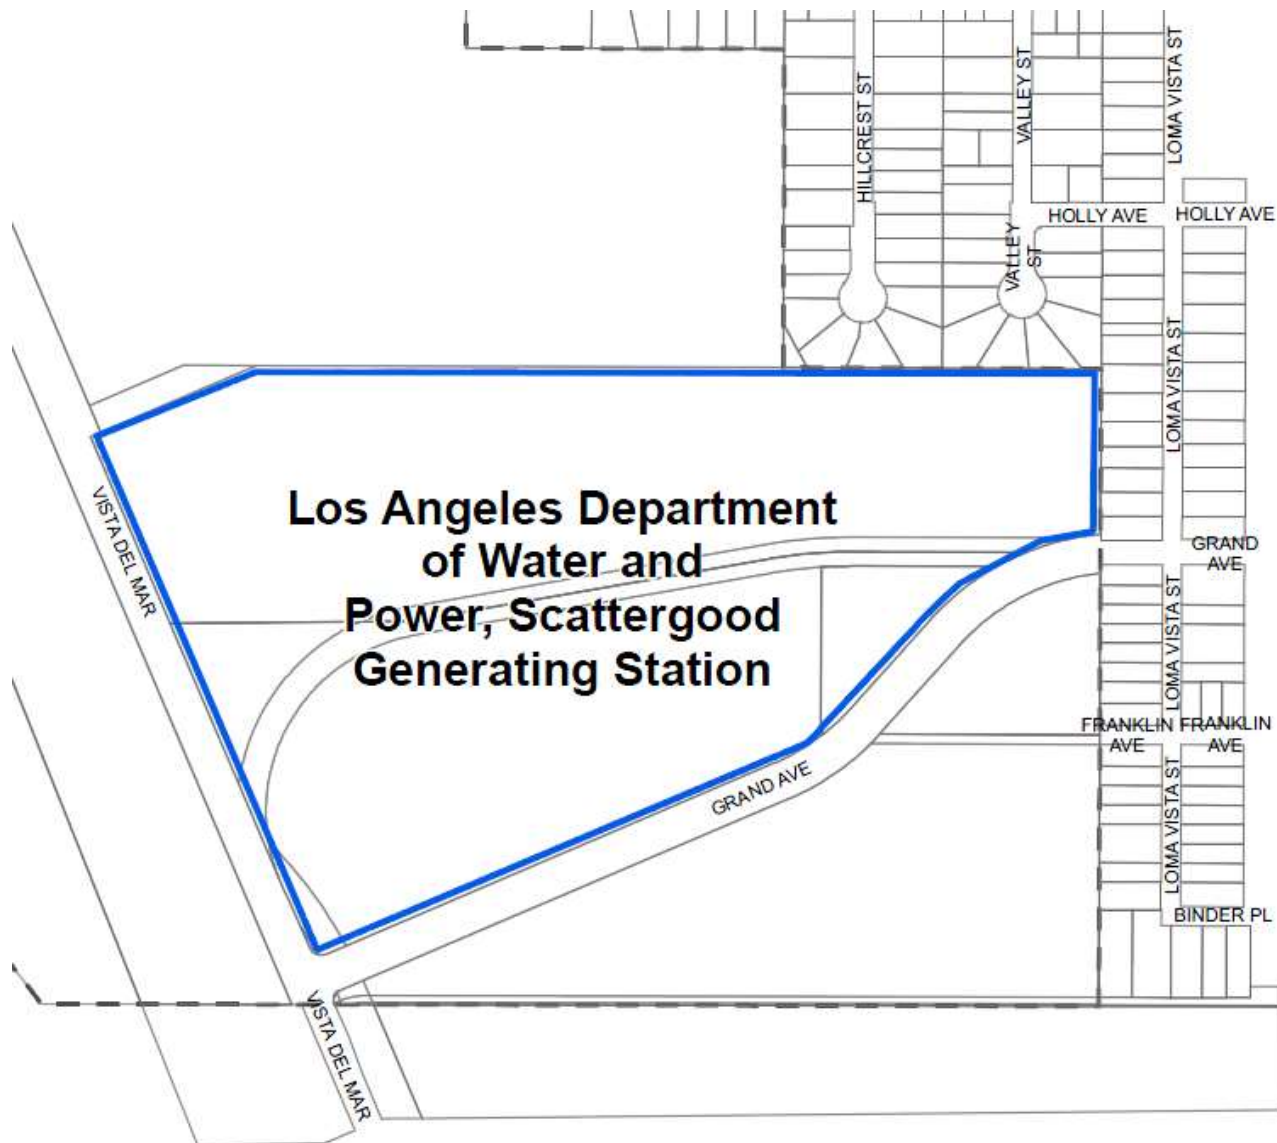 HILLCREST ST
VALLEY ST
LOMA VISTA ST
HOLLY AVE
HOLLY AVE
VALLEY
ST
LOMA VISTA ST
VISTA DEL MAR
Los Angeles Department
of Water and
Power, Scattergood
Generating Station
GRAND
AVE
LOMA VISTA ST
FRANKLIN
AVE
FRANKLIN
AVE
GRAND AVE
LOMA VISTA ST
BINDER PL
VISTA DEL MAR